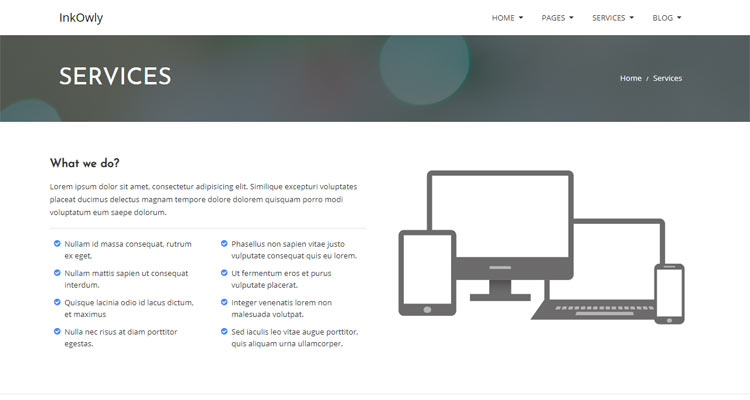 InkOwly
HOME PAGES SERVICES BLOG
SERVICES
Home / Services
What we do?
Lorem ipsum dolor sit amet, consectetur adipisicing elit. Similique excepturi voluptates
placeat ducimus delectus magnam tempore dolore dolorem quisquam porro modi
voluptatum eum saepe dolorum.
Nullam id massa consequat, rutrum
ex eget.
Nullam mattis sapien ut consequat
interdum.
Quisque lacinia odio id lacus dictum,
et maximus
Nulla nec risus at diam porttitor
egestas.
Phasellus non sapien vitae justo
vulputate consequat quis eu lorem.
Ut fermentum eros et purus
vulputate placerat.
Integer venenatis lorem non
malesuada volutpat.
Sed iaculis leo vitae augue porttitor,
quis aliquam urna ullamcorper.